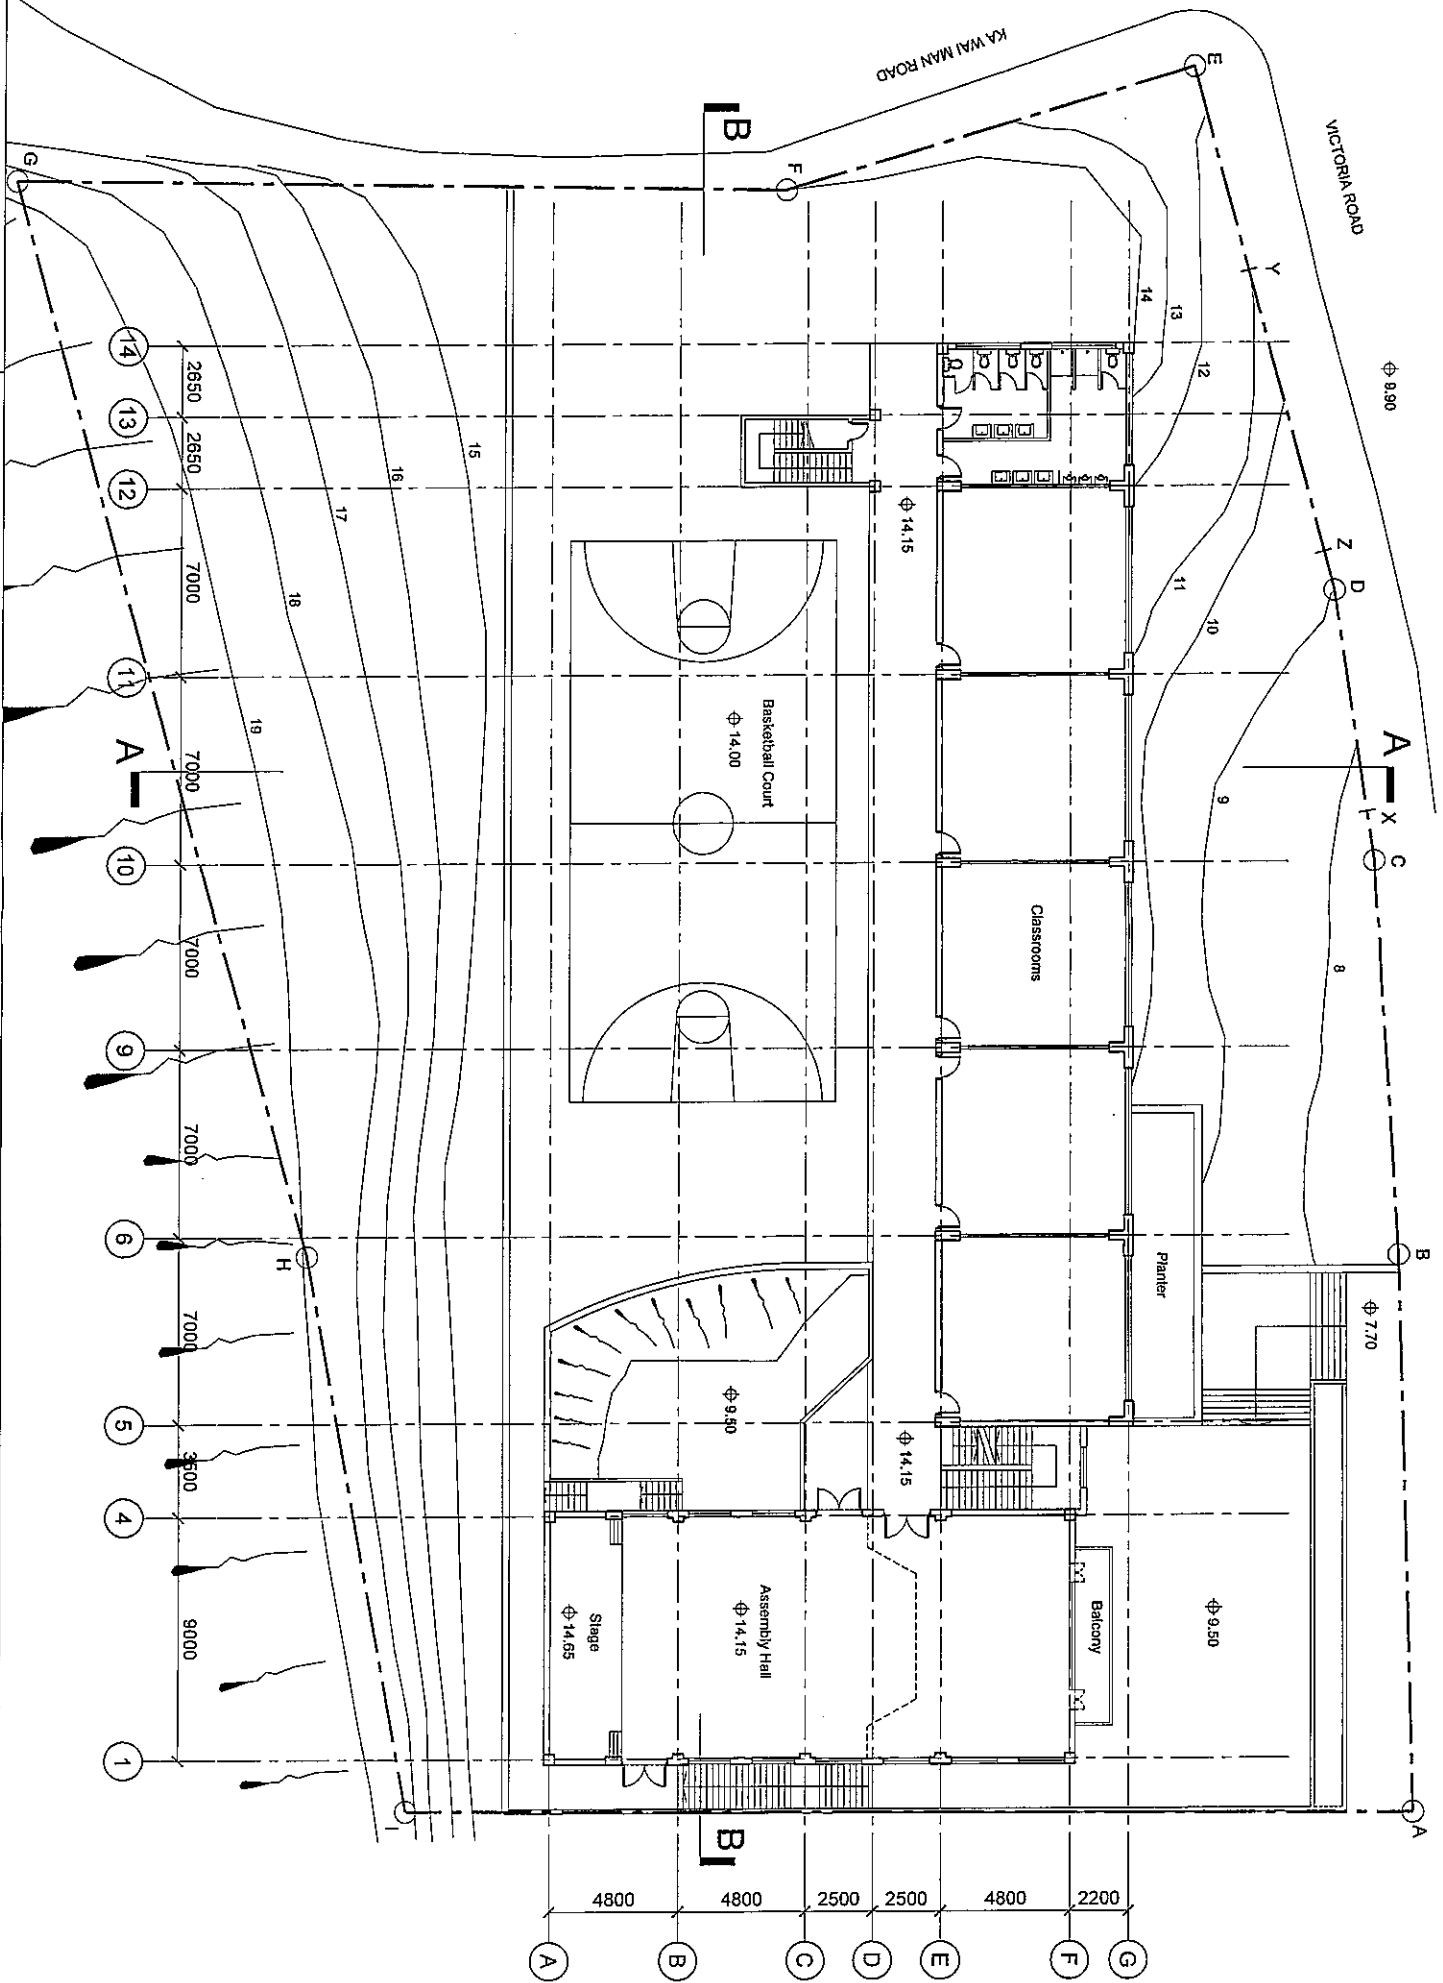 KA WAI MAN ROAD
VICTORIA ROAD
E
F
G
B
Y
Z
D
A
X
C
B
H
I
A
A
B
9.90
14
13
12
11
10
9
8
15
16
17
18
19
14.15
Basketball Court
14.00
Classrooms
Planter
7.70
9.50
14.15
9.50
Balcony
Assembly Hall
14.15
Stage
14.65
14
13
12
11
10
9
6
5
4
1
2650
2650
7000
7000
7000
7000
7000
3500
9000
4800
4800
2500
2500
4800
2200
A
B
C
D
E
F
G